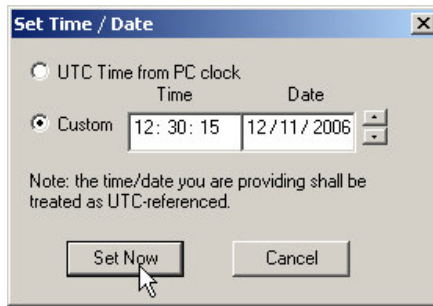 Set Time / Date
UTC Time from PC clock
Time Date
Custom 12: 30: 15 12/11/2006
Note: the time/date you are providing shall be
treated as UTC-referenced.
Set Now Cancel